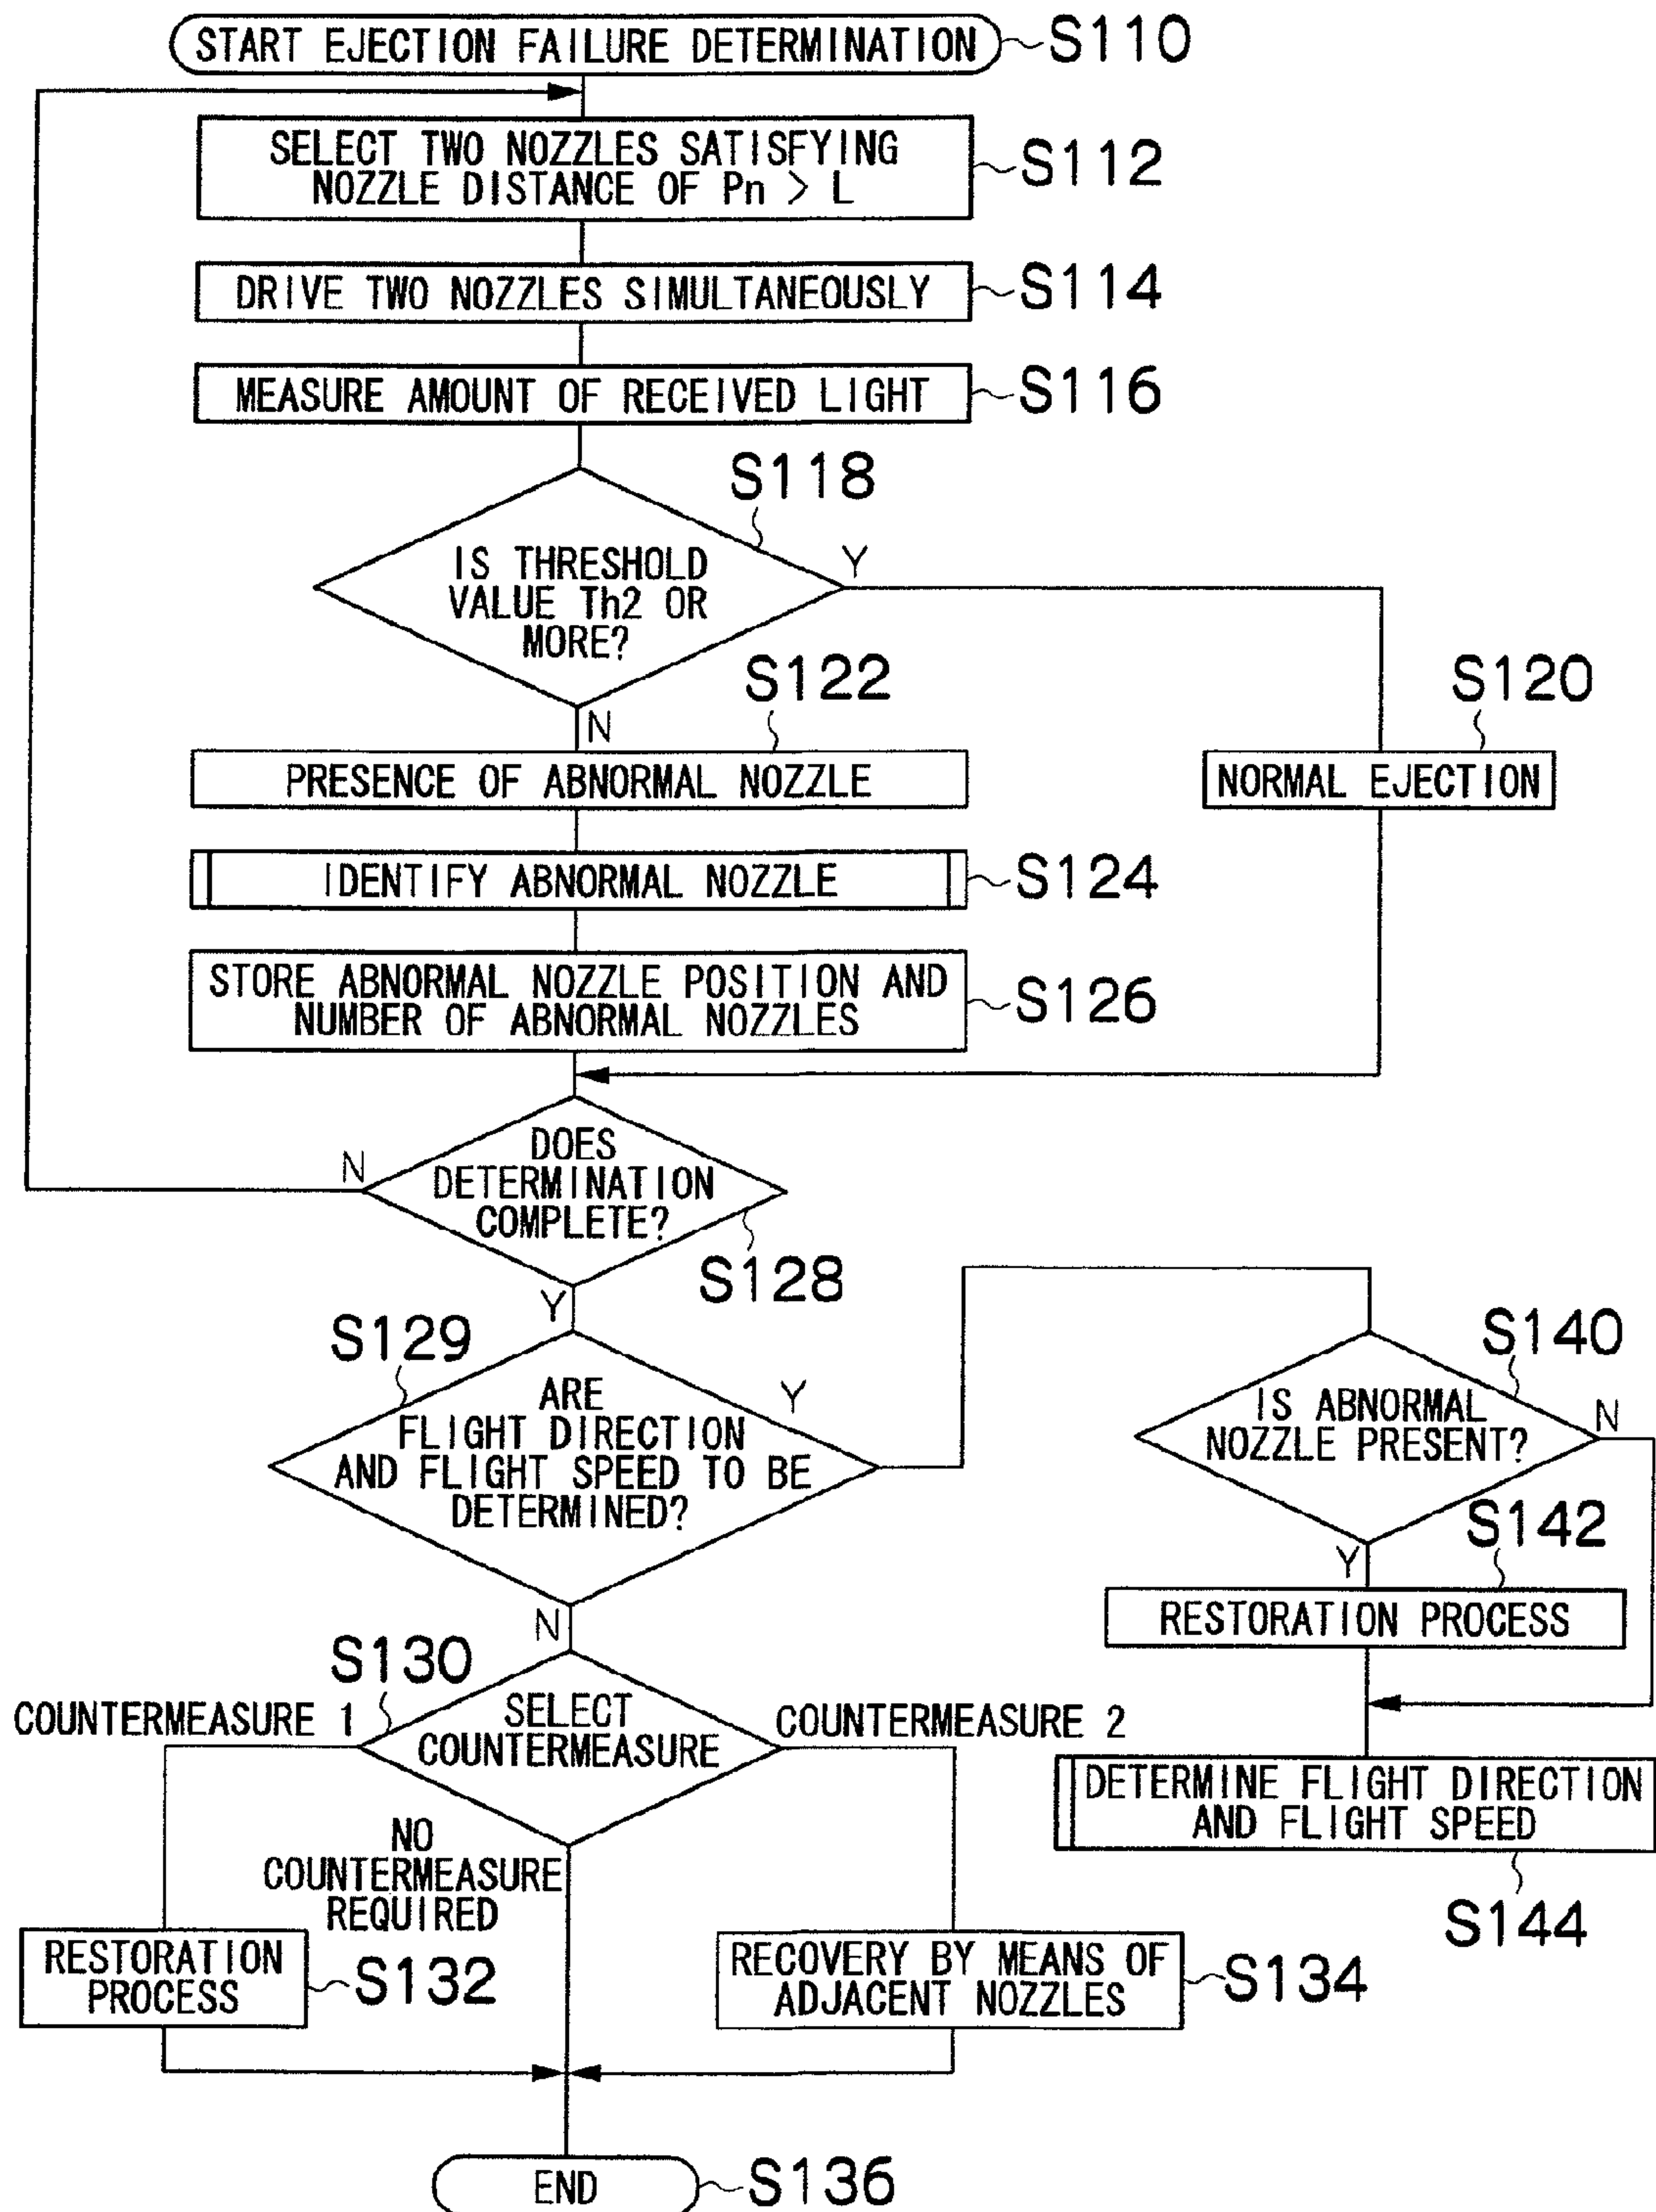 START EJECTION FAILURE DETERMINATION
S110
SELECT TWO NOZZLES SATISFYING
NOZZLE DISTANCE OF Pn > L
S112
DRIVE TWO NOZZLES SIMULTANEOUSLY
S114
MEASURE AMOUNT OF RECEIVED LIGHT
S116
S118
IS THRESHOLD
VALUE Th2 OR
MORE?
Y
N
S122
PRESENCE OF ABNORMAL NOZZLE
S120
NORMAL EJECTION
IDENTIFY ABNORMAL NOZZLE
S124
STORE ABNORMAL NOZZLE POSITION AND
NUMBER OF ABNORMAL NOZZLES
S126
DOES
DETERMINATION
COMPLETE?
N
S128
Y
S129
ARE
FLIGHT DIRECTION
AND FLIGHT SPEED TO BE
DETERMINED?
Y
N
S140
IS ABNORMAL
NOZZLE PRESENT?
N
Y
S142
RESTORATION PROCESS
DETERMINE FLIGHT DIRECTION
AND FLIGHT SPEED
S144
S130
SELECT
COUNTERMEASURE
COUNTERMEASURE 1
COUNTERMEASURE 2
NO
COUNTERMEASURE
REQUIRED
RESTORATION
PROCESS
S132
RECOVERY BY MEANS OF
ADJACENT NOZZLES
S134
END
S136